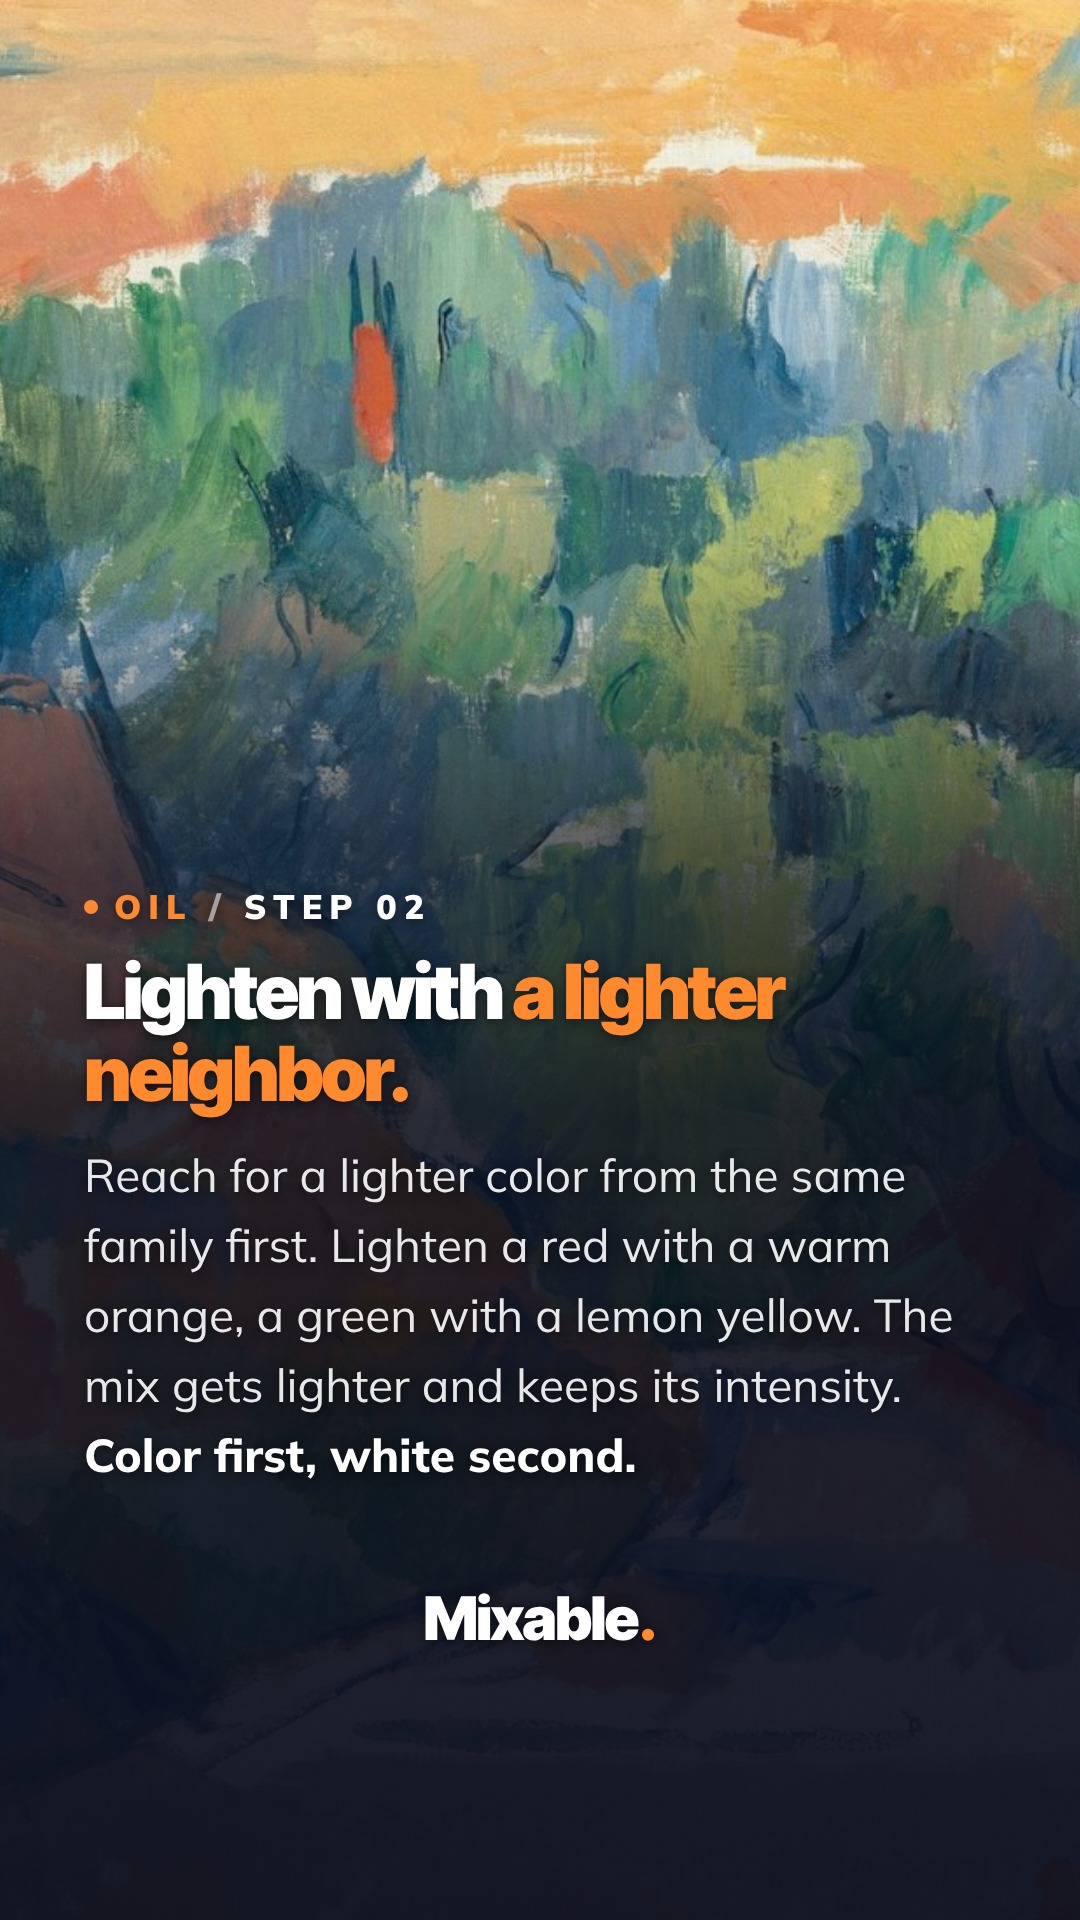 • OIL / STEP 02
Lighten with a lighter
neighbor.
Reach for a lighter color from the same
family first. Lighten a red with a warm
orange, a green with a lemon yellow. The
mix gets lighter and keeps its intensity.
Color first, white second.
Mixable.